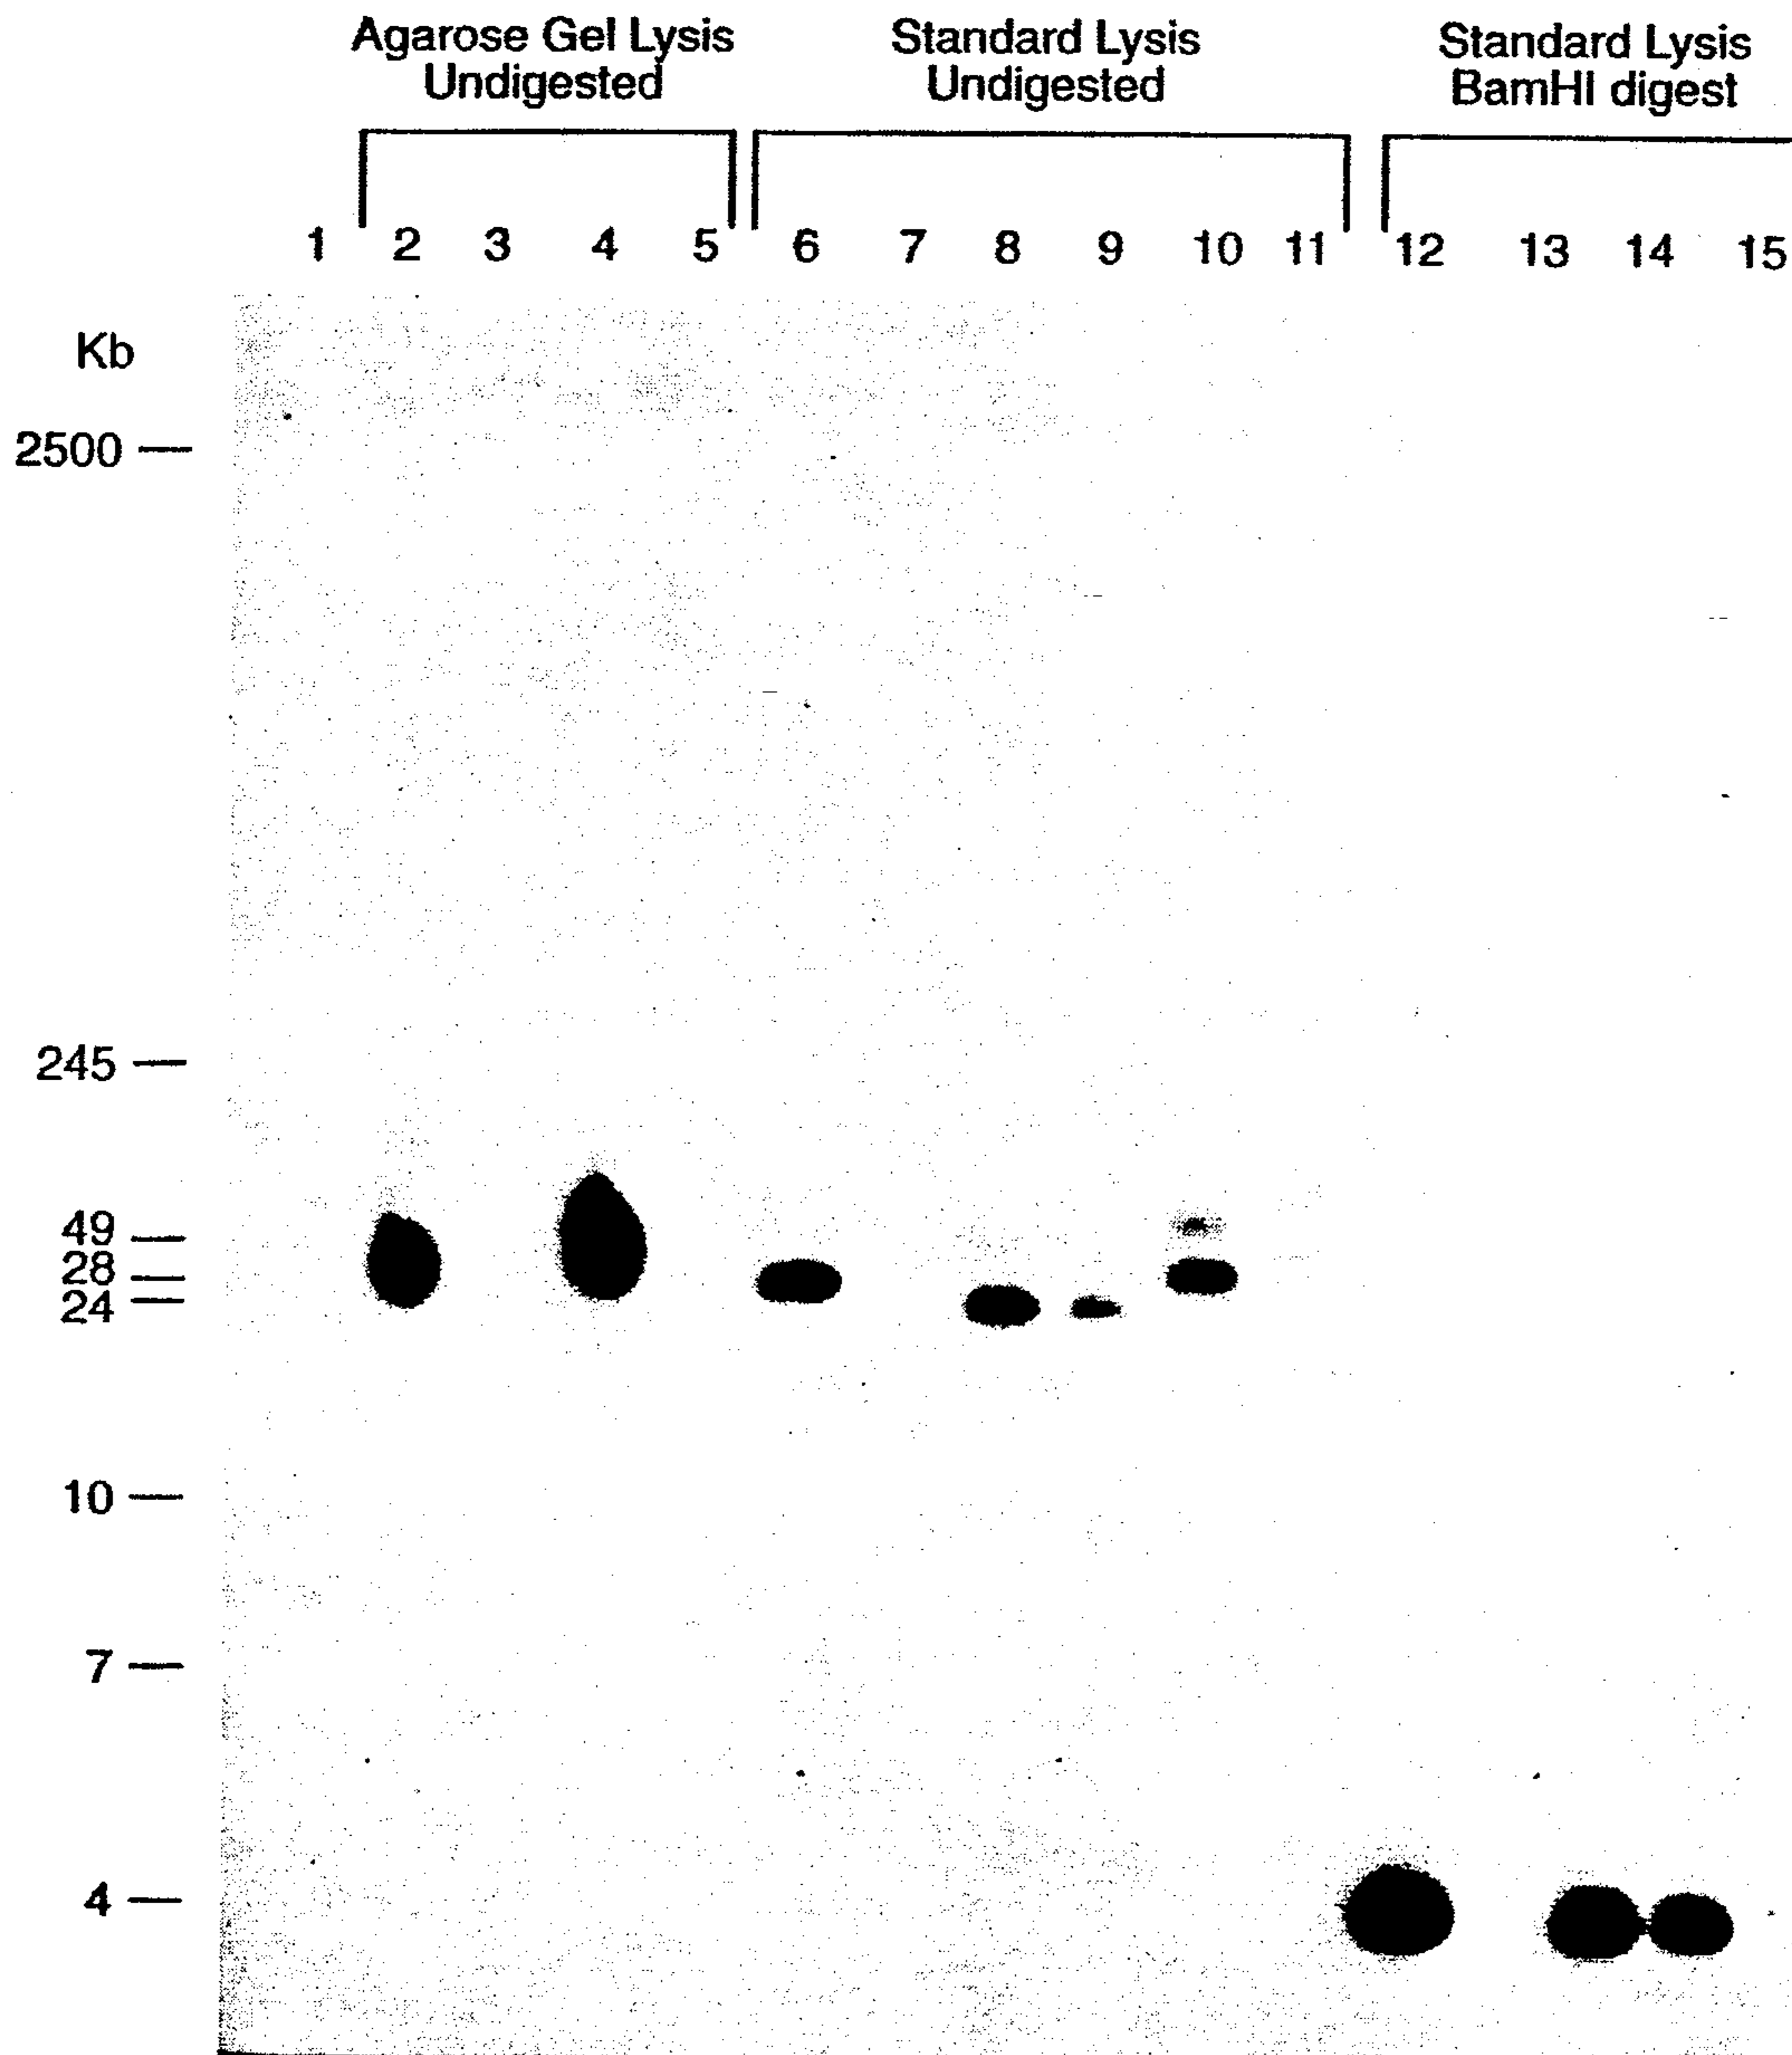 Agarose Gel Lysis
Undigested
Standard Lysis
Undigested
Standard Lysis
BamHI digest
1 2 3 4 5 6 7 8 9 10 11 12 13 14 15
Kb
2500
245
49
28
24
10
7
4